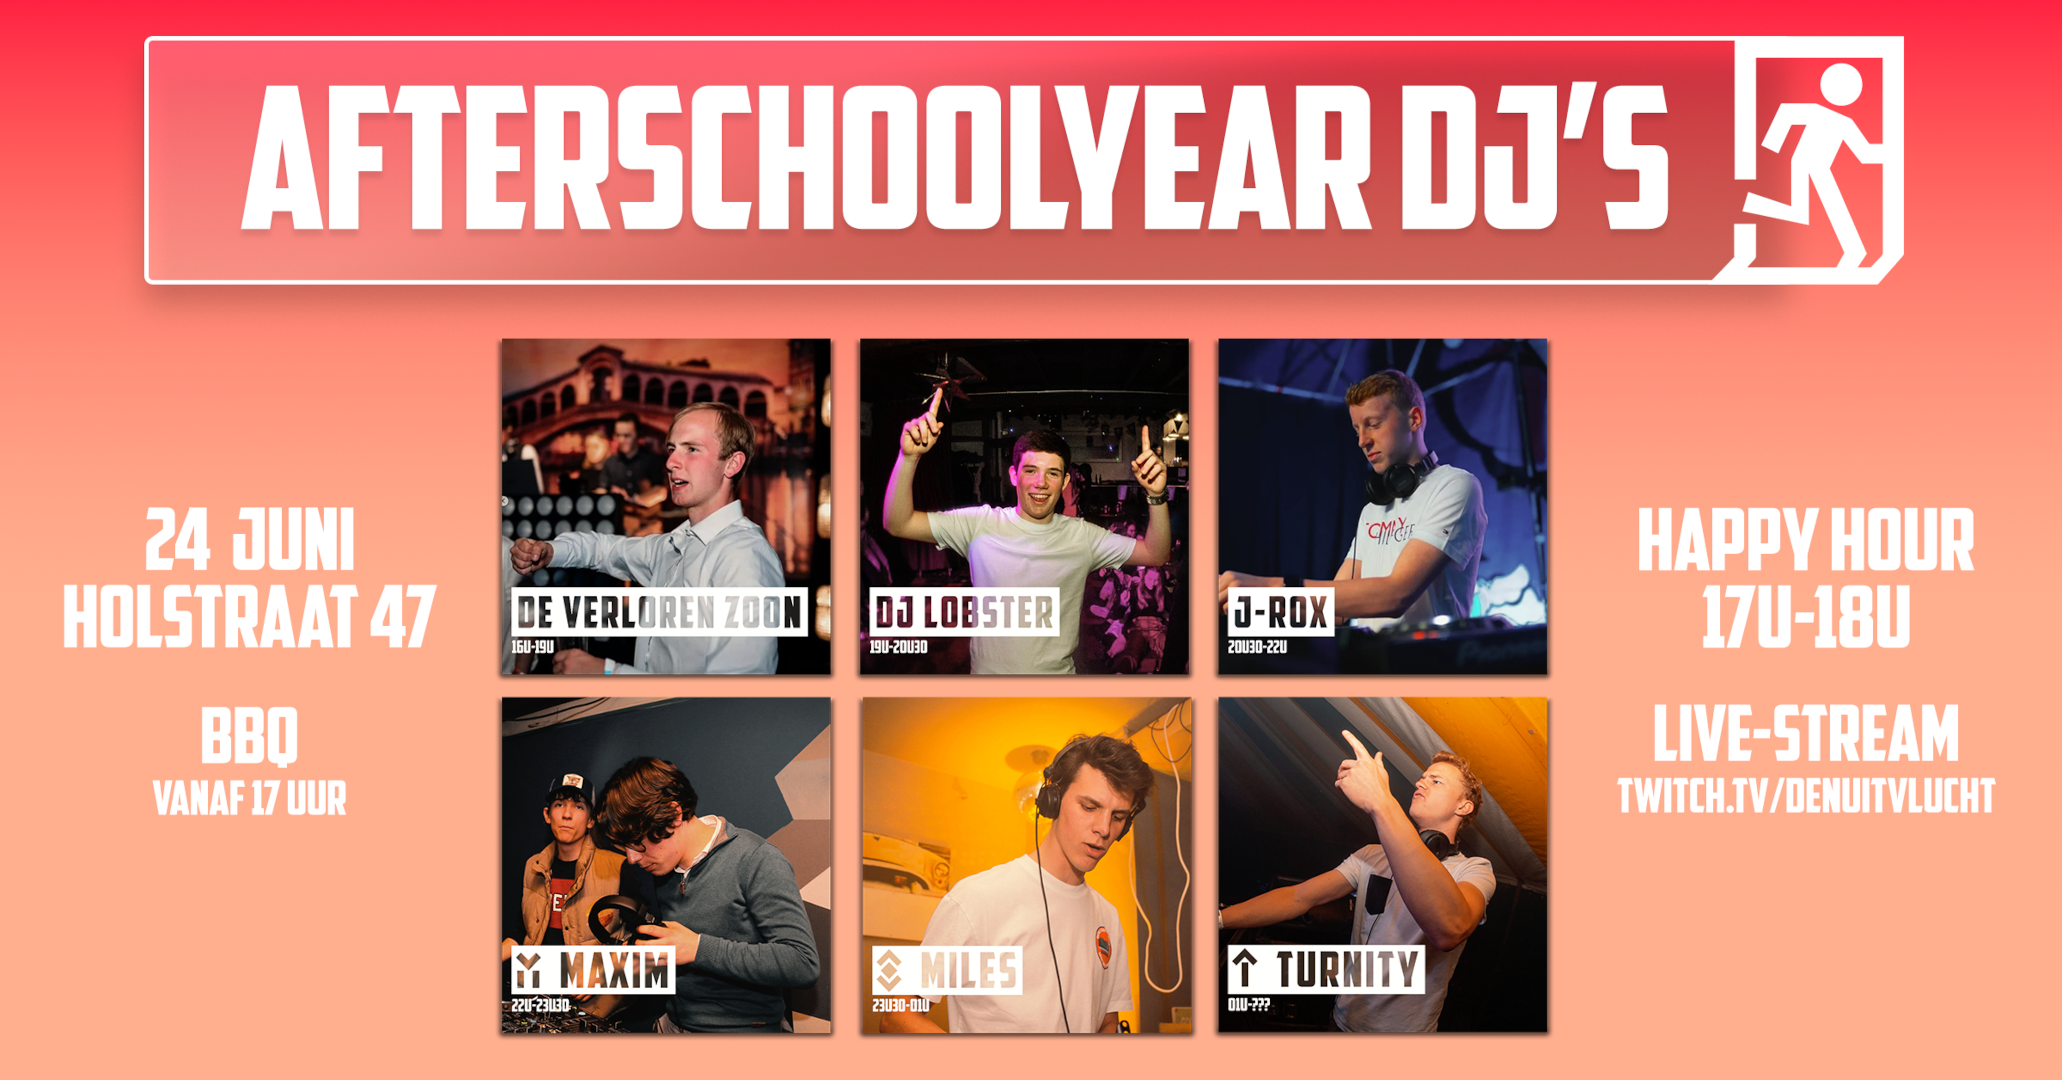 AFTERSCHOOLYEAR DJ'S
24 JUNI
HOLSTRAAT 47
BBQ
VANAF 17 UUR
DE VERLOREN ZOON
16U-19U
DJ LOBSTER
19U-20U30
J-ROX
20U30-22U
MAXIM
22U-23U30
MILES
23U30-01U
TURNITY
01U-???
HAPPY HOUR
17U-18U
LIVE-STREAM
TWITCH.TV/DENUITVLUCHT